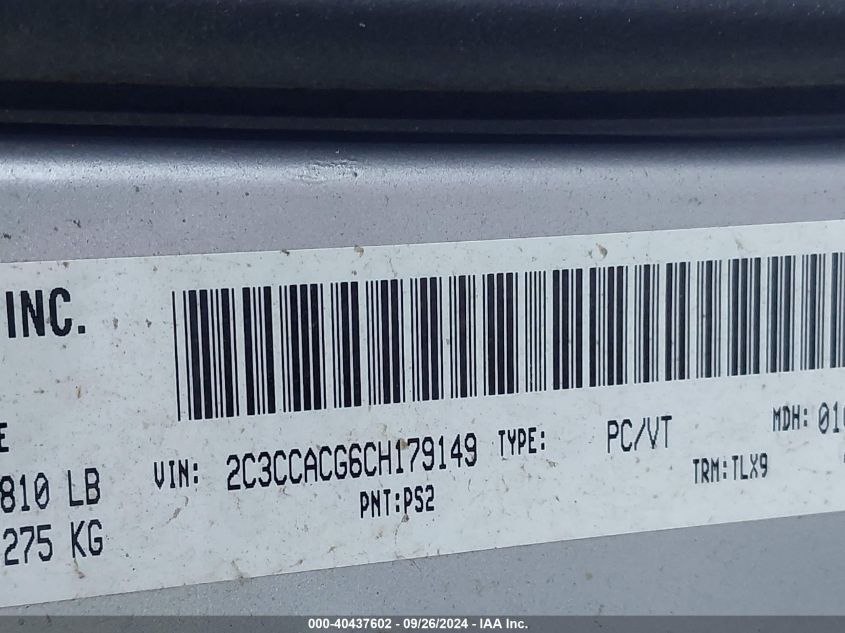 INC.
810 LB
275 KG
VIN: 2C3CCACG6CH179149 TYPE: PC/VT MDH: 01
PNT:PS2 TRM:TLX9
000-40437602 - 09/26/2024 - IAA Inc.